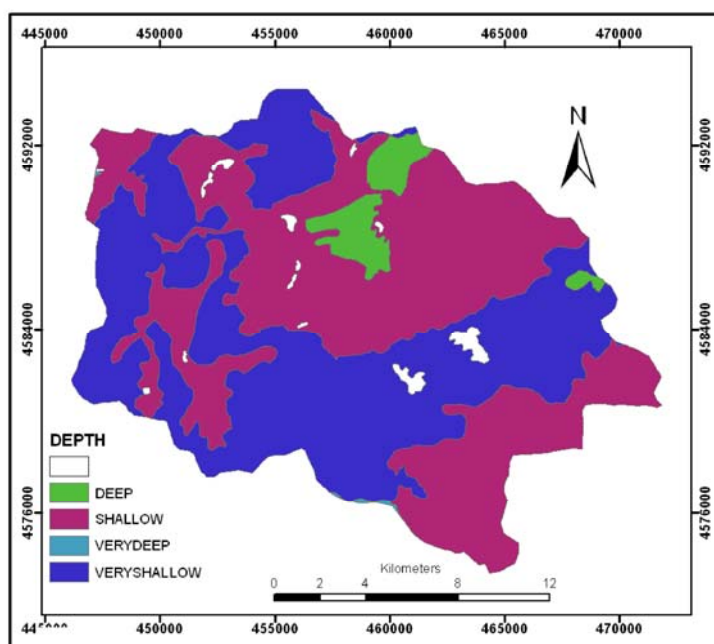 445000 450000 455000 460000 465000 470000
4592000 4592000
N
4584000 4584000
DEPTH
DEEP
SHALLOW
VERYDEEP
VERYSHALLOW
4576000 4576000
Kilometers
0 2 4 8 12
450000 455000 460000 465000 470000